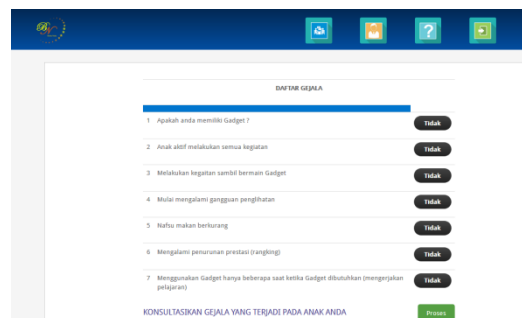 DAFTAR GEJALA
1 Apakah anda memiliki Gadget ? Tidak
2 Anak aktif melakukan semua kegiatan Tidak
3 Melakukan kegaitan sambil bermain Gadget Tidak
4 Mulai mengalami gangguan penglihatan Tidak
5 Nafsu makan berkurang Tidak
6 Mengalami penurunan prestasi (rangking) Tidak
7 Menggunakan Gadget hanya beberapa saat ketika Gadget dibutuhkan (mengerjakan Tidak
pelajaran)
KONSULTASIKAN GEJALA YANG TERJADI PADA ANAK ANDA Proses